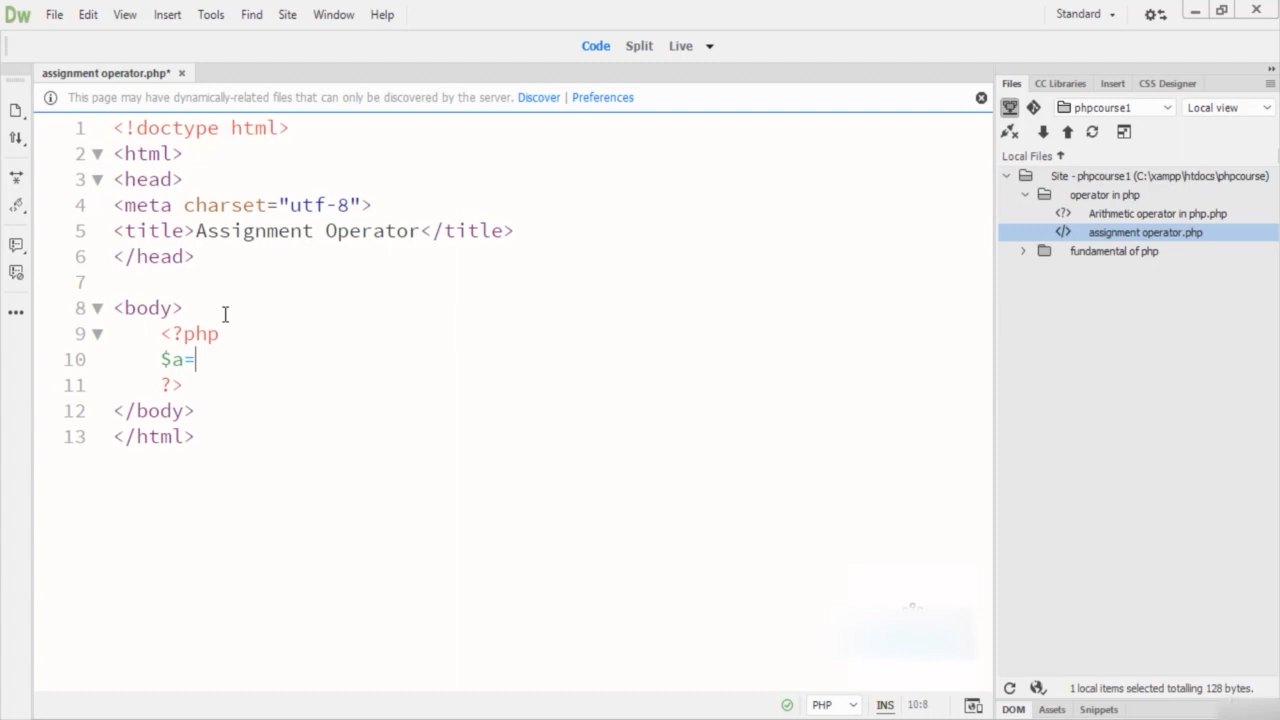 Dw File Edit View Insert Tools Find Site Window Help Standard
Code Split Live
assignment operator.php*
This page may have dynamically-related files that can only be discovered by the server. Discover | Preferences
1 <!doctype html>
2 <html>
3 <head>
4 <meta charset="utf-8">
5 <title>Assignment Operator</title>
6 </head>
7
8 <body>
9 <?php
10 $a=
11 ?>
12 </body>
13 </html>
PHP INS 10:8
Files CC Libraries Insert CSS Designer
phpcourse1 Local view
Local Files
Site - phpcourse1 (C:\xampp\htdocs\phpcourse)
operator in php
Arithmetic operator in php.php
assignment operator.php
fundamental of php
1 local items selected totalling 128 bytes.
DOM Assets Snippets